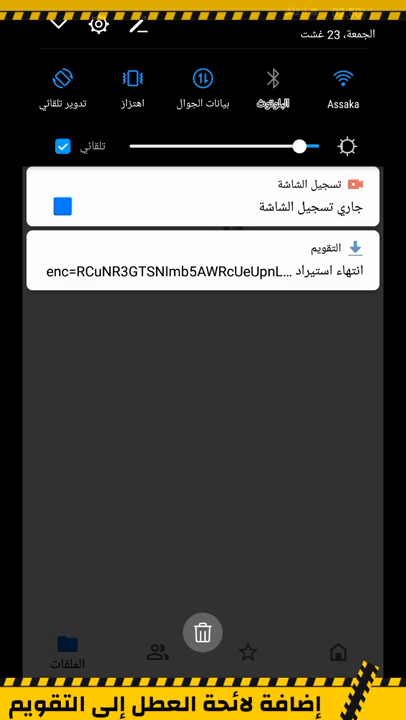 الجمعة، 23 غشت
Assaka
البلوتوث
بيانات الجوال
اهتزاز
تدوير تلقائي
تلقائي
تسجيل الشاشة
جاري تسجيل الشاشة
التقويم
انتهاء استيراد enc=RCuNR3GTSNImb5AWRcUeUpnL...
الملفات
إضافة لائحة العطل إلى التقويم